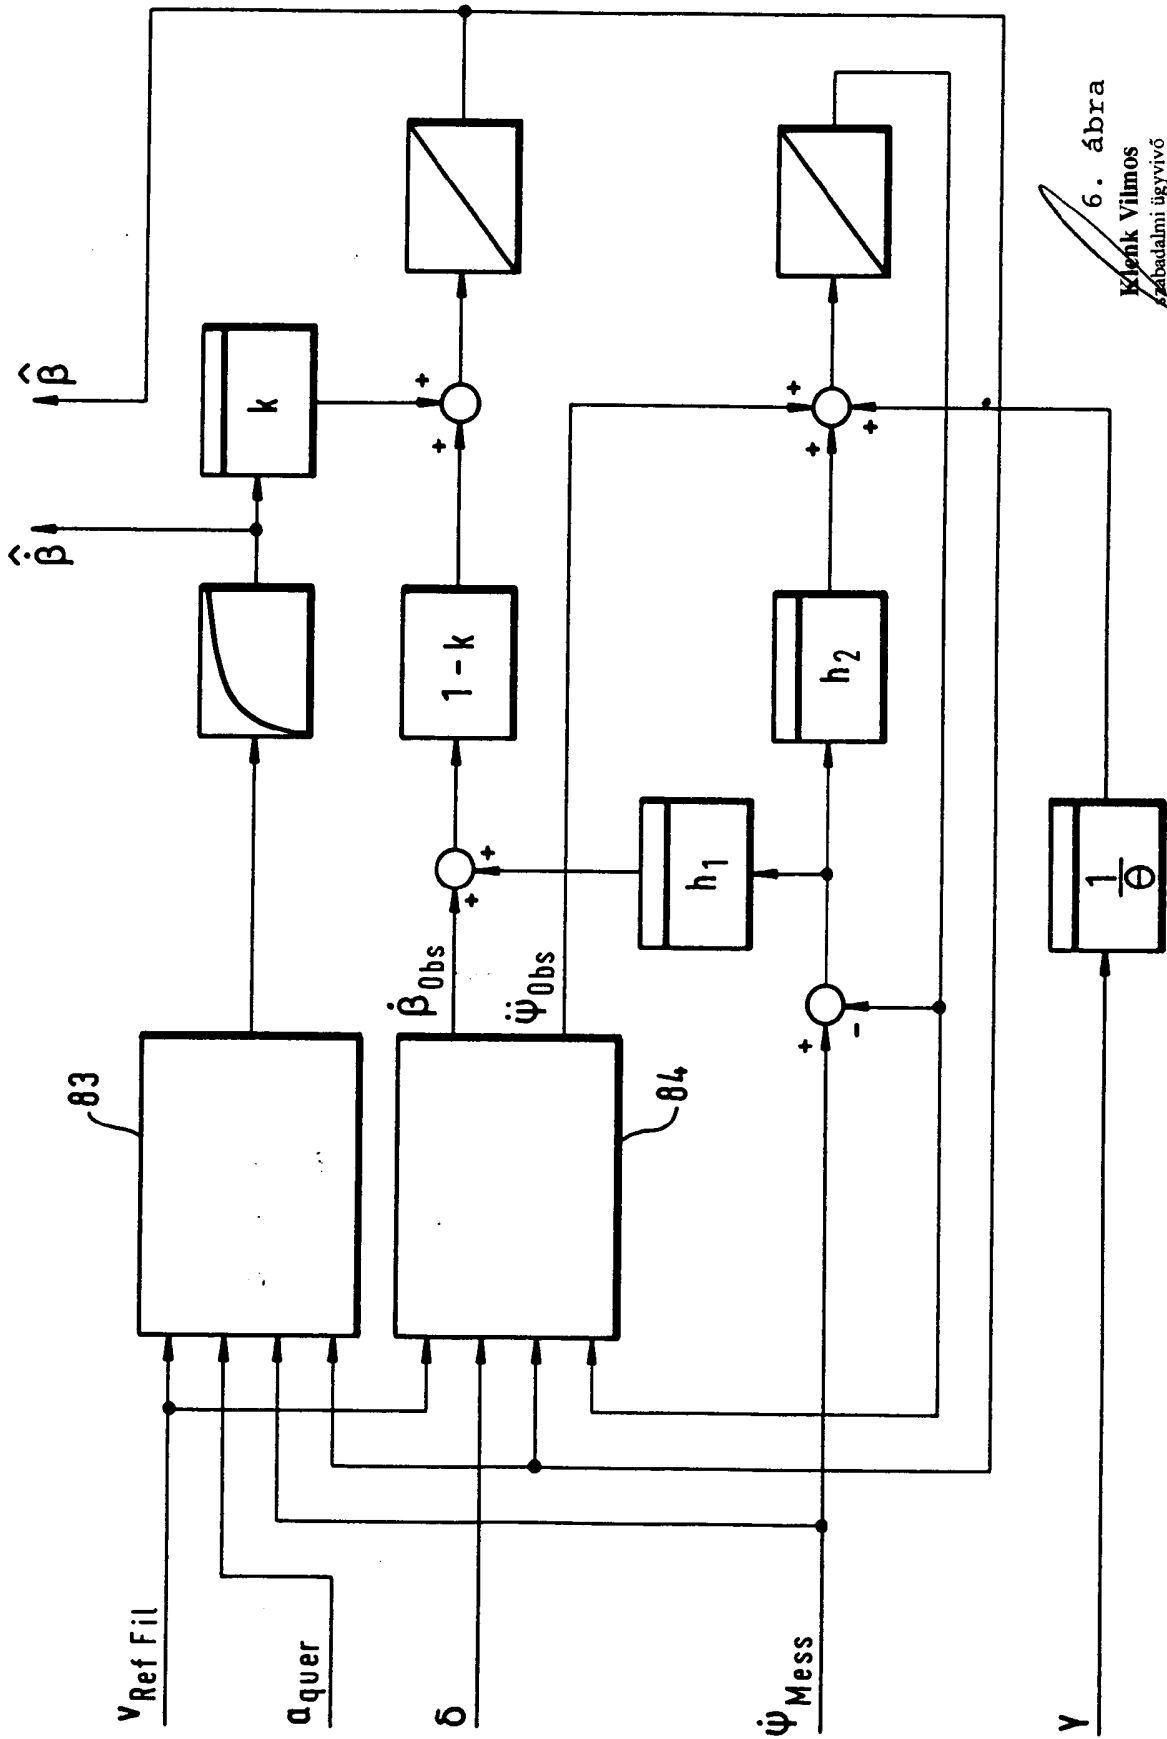 β̂
β̂̇
k
83
1-k
β̇Obs
ψ̈Obs
84
h1
h2
1
Θ
+
+
+
+
+
+
+
+
-
vRef Fil
aquer
δ
ψ̇Mess
γ
6. ábra
Klenk Vilmos
szabadalmi ügyvivő